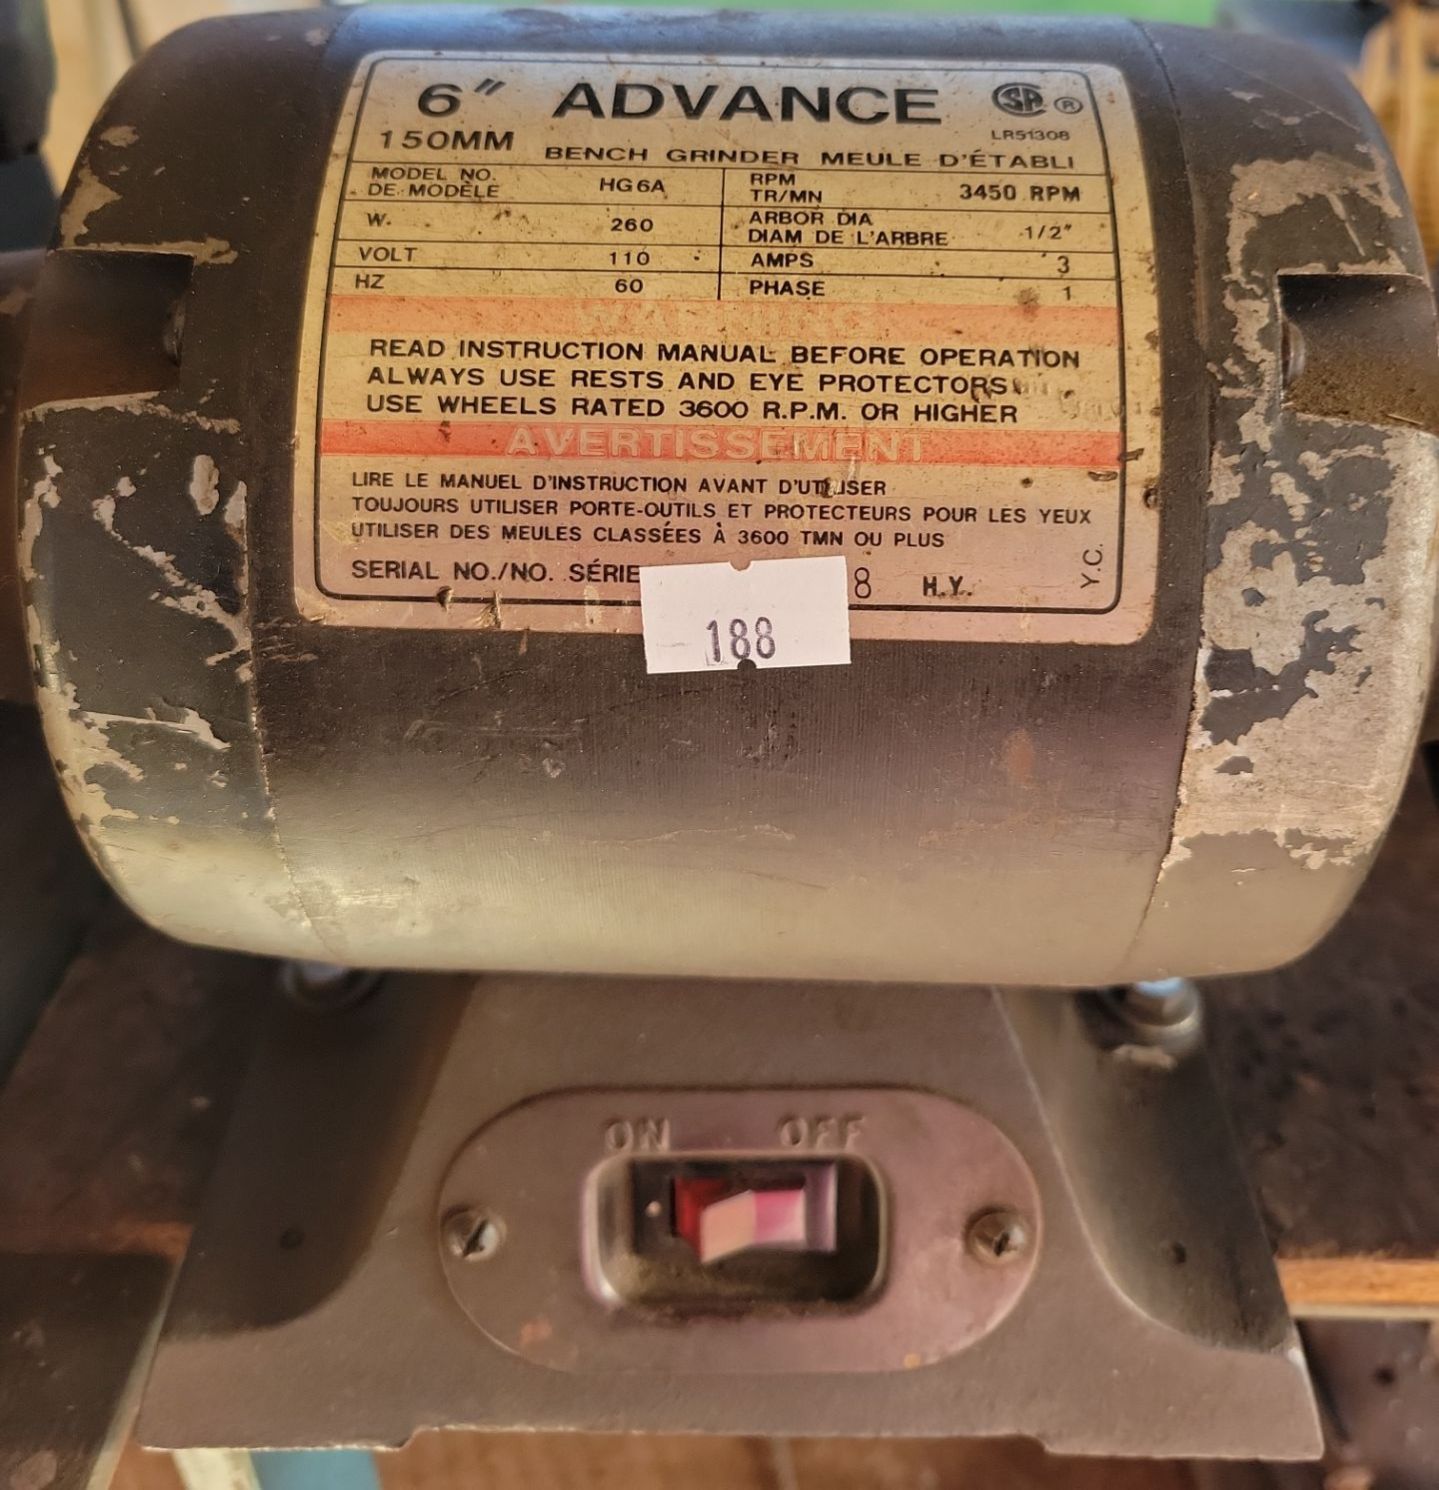 6" ADVANCE SA ®
150MM LR51308
BENCH GRINDER MEULE D'ÉTABLI
MODEL NO. HG6A RPM 3450 RPM
DE MODÈLE TR/MN
W. 260 ARBOR DIA 1/2"
DIAM DE L'ARBRE
VOLT 110 AMPS 3
HZ 60 PHASE 1
WARNING
READ INSTRUCTION MANUAL BEFORE OPERATION
ALWAYS USE RESTS AND EYE PROTECTORS
USE WHEELS RATED 3600 R.P.M. OR HIGHER
AVERTISSEMENT
LIRE LE MANUEL D'INSTRUCTION AVANT D'UTILISER
TOUJOURS UTILISER PORTE-OUTILS ET PROTECTEURS POUR LES YEUX
UTILISER DES MEULES CLASSÉES À 3600 TMN OU PLUS
SERIAL NO./NO. SÉRIE 8 H.Y. Y.C.
188
ON OFF